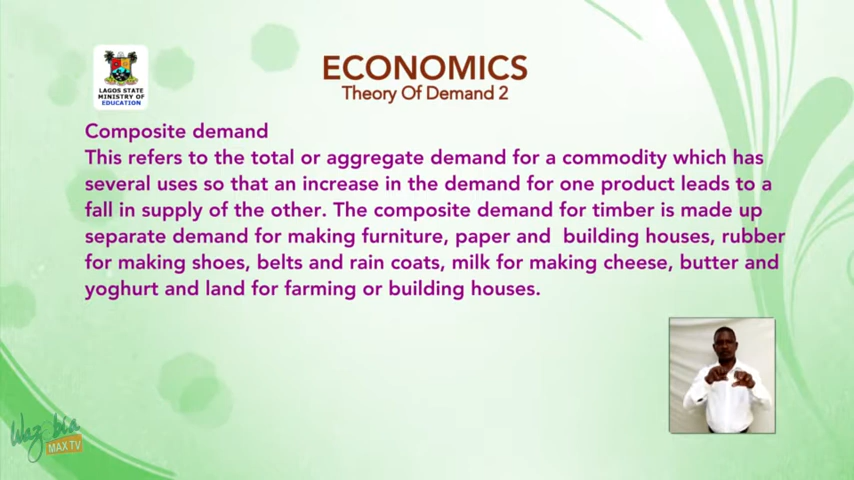 ECONOMICS
Theory Of Demand 2
LAGOS STATE
MINISTRY OF
EDUCATION
Composite demand
This refers to the total or aggregate demand for a commodity which has
several uses so that an increase in the demand for one product leads to a
fall in supply of the other. The composite demand for timber is made up
separate demand for making furniture, paper and building houses, rubber
for making shoes, belts and rain coats, milk for making cheese, butter and
yoghurt and land for farming or building houses.
Wazobia
MAX TV